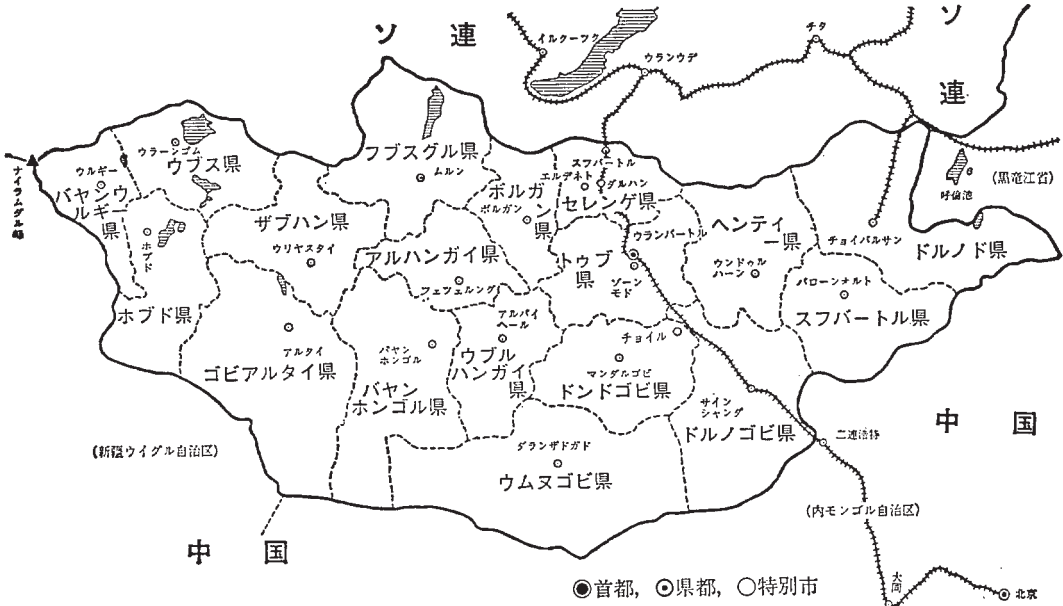 ソ連
ソ連
イルクーツク
ウランウデ
チタ
ナイラムダル峰
ウルギー
バヤンウルギー県
ウラーンゴム
ウブス県
ホブド
ホブド県
フブスグル県
ムルン
ザブハン県
ウリヤスタイ
アルハンガイ県
ツェツェルレグ
ボルガン県
ボルガン
スフバートル
エルデネト
ダルハン
セレンゲ県
ウランバートル
トゥブ県
ゾーンモド
ヘンティー県
ウンドゥルハーン
チョイバルサン
ドルノド県
呼倫池
(黒竜江省)
バローンオルト
スフバートル県
アルタイ
ゴビアルタイ県
バヤンホンゴル
バヤンホンゴル県
アルバイヘール
ウブルハンガイ県
チョイル
マンダルゴビ
ドンドゴビ県
サインシャンダ
ドルノゴビ県
二連浩特
ダランザドガド
ウムヌゴビ県
(新疆ウイグル自治区)
(内モンゴル自治区)
中国
中国
大同
北京
◉首都, ⊙県都, ○特別市